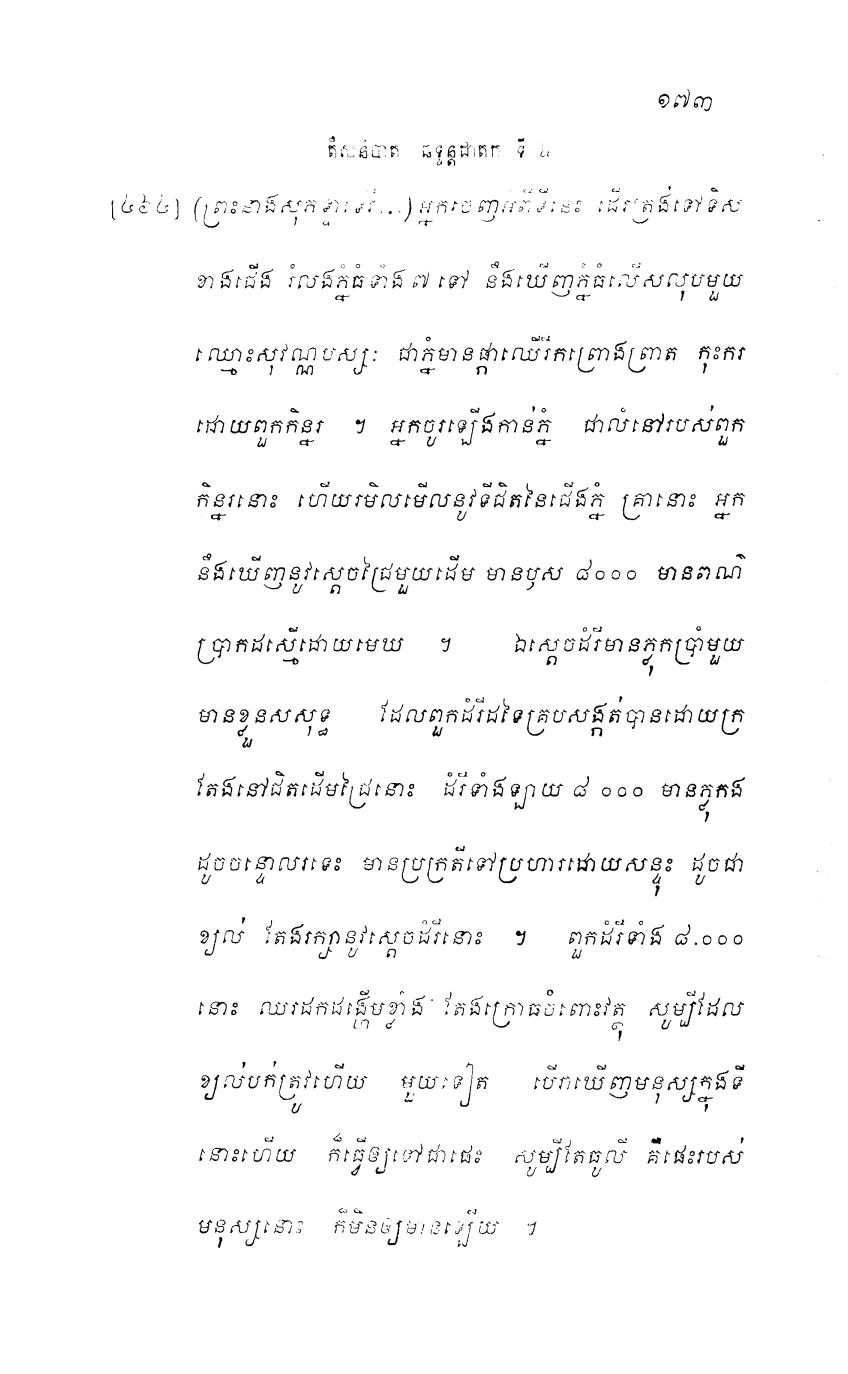 ១៧៣
តឹសនិបាត ឆទ្ទន្តជាតក ទី ៤
[៤៩៤] (ព្រះនាងសុភទ្ទាទេវី...) អ្នកចេញអំពីទីនេះ ដើរត្រង់ទៅទិស
ខាងជើង រំលងភ្នំធំទាំង ៧ ទៅ នឹងឃើញភ្នំធំលើសលុបមួយ
ឈ្មោះសុវណ្ណបស្សៈ ជាភ្នំមានផ្កាឈើរីកព្រោងព្រាត កុះករ
ដោយពួកកិន្នរ ។ អ្នកចូរឡើងកាន់ភ្នំ ជាលំនៅរបស់ពួក
កិន្នរនោះ ហើយរមិលមើលនូវទីជិតនៃជើងភ្នំ គ្រានោះ អ្នក
នឹងឃើញនូវស្តេចជ្រៃមួយដើម មានឫស ៨០០០ មានពណ៌
ប្រាកដស្មើដោយមេឃ ។ ឯស្តេចដំរីមានភ្លុកប្រាំមួយ
មានខ្លួនសសុទ្ធ ដែលពួកដំរីដទៃគ្របសង្កត់បានដោយក្រ
តែងនៅជិតដើមជ្រៃនោះ ដំរីទាំងឡាយ ៨ ០០០ មានភ្លុកង
ដូចចន្ទោលរទេះ មានប្រក្រតីទៅប្រហារដោយសន្ទុះ ដូចជា
ខ្យល់ តែងរក្សានូវស្តេចដំរីនោះ ។ ពួកដំរីទាំង ៨.០០០
នោះ ឈរដកដង្ហើមខ្លាំង តែងក្រោធចំពោះវត្ថុ សូម្បីដែល
ខ្យល់បក់ត្រូវហើយ មួយទៀត បើវាឃើញមនុស្សក្នុងទី
នោះហើយ ក៏ធ្វើឲ្យទៅជាផេះ សូម្បីតែធូលី គឺផេះរបស់
មនុស្សនោះ ក៏មិនឲ្យមានឡើយ ។